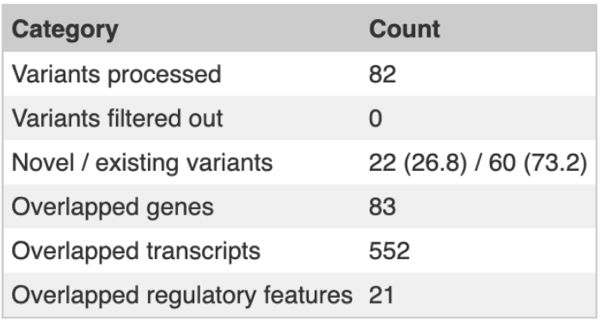 Category Count
Variants processed 82
Variants filtered out 0
Novel / existing variants 22 (26.8) / 60 (73.2)
Overlapped genes 83
Overlapped transcripts 552
Overlapped regulatory features 21